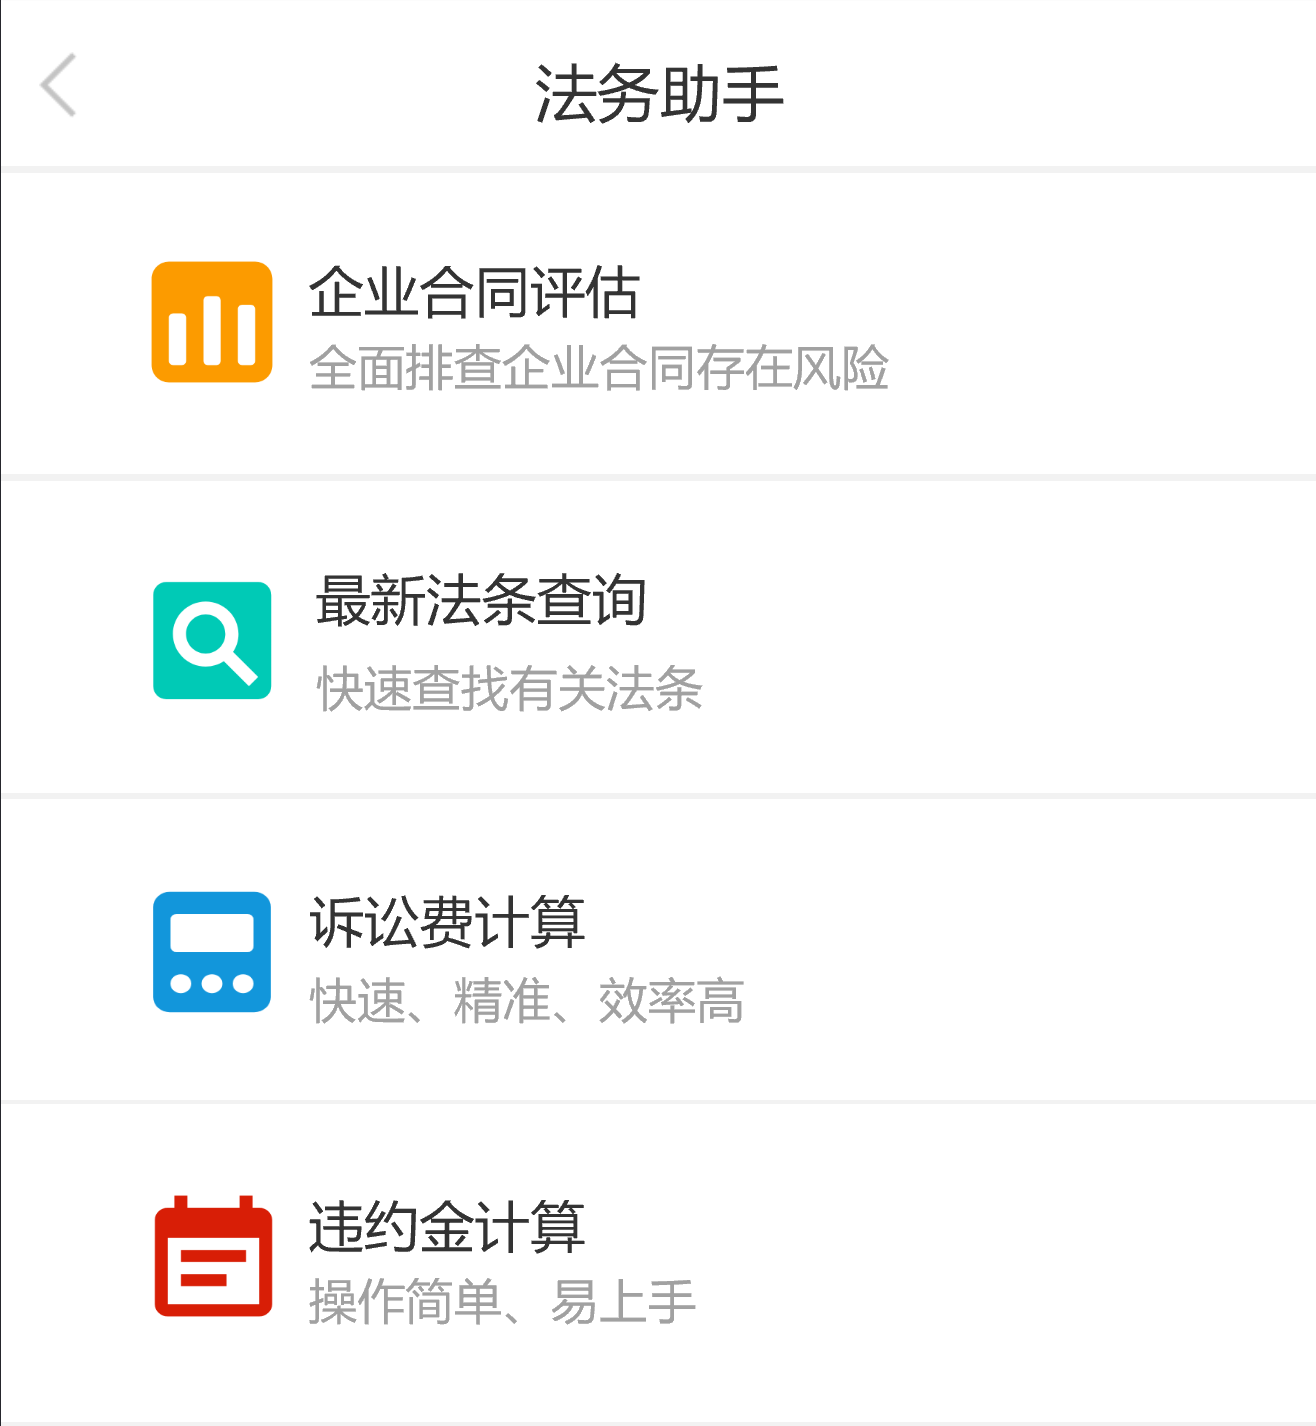 法务助手
企业合同评估
全面排查企业合同存在风险
最新法条查询
快速查找有关法条
诉讼费计算
快速、精准、效率高
违约金计算
操作简单、易上手